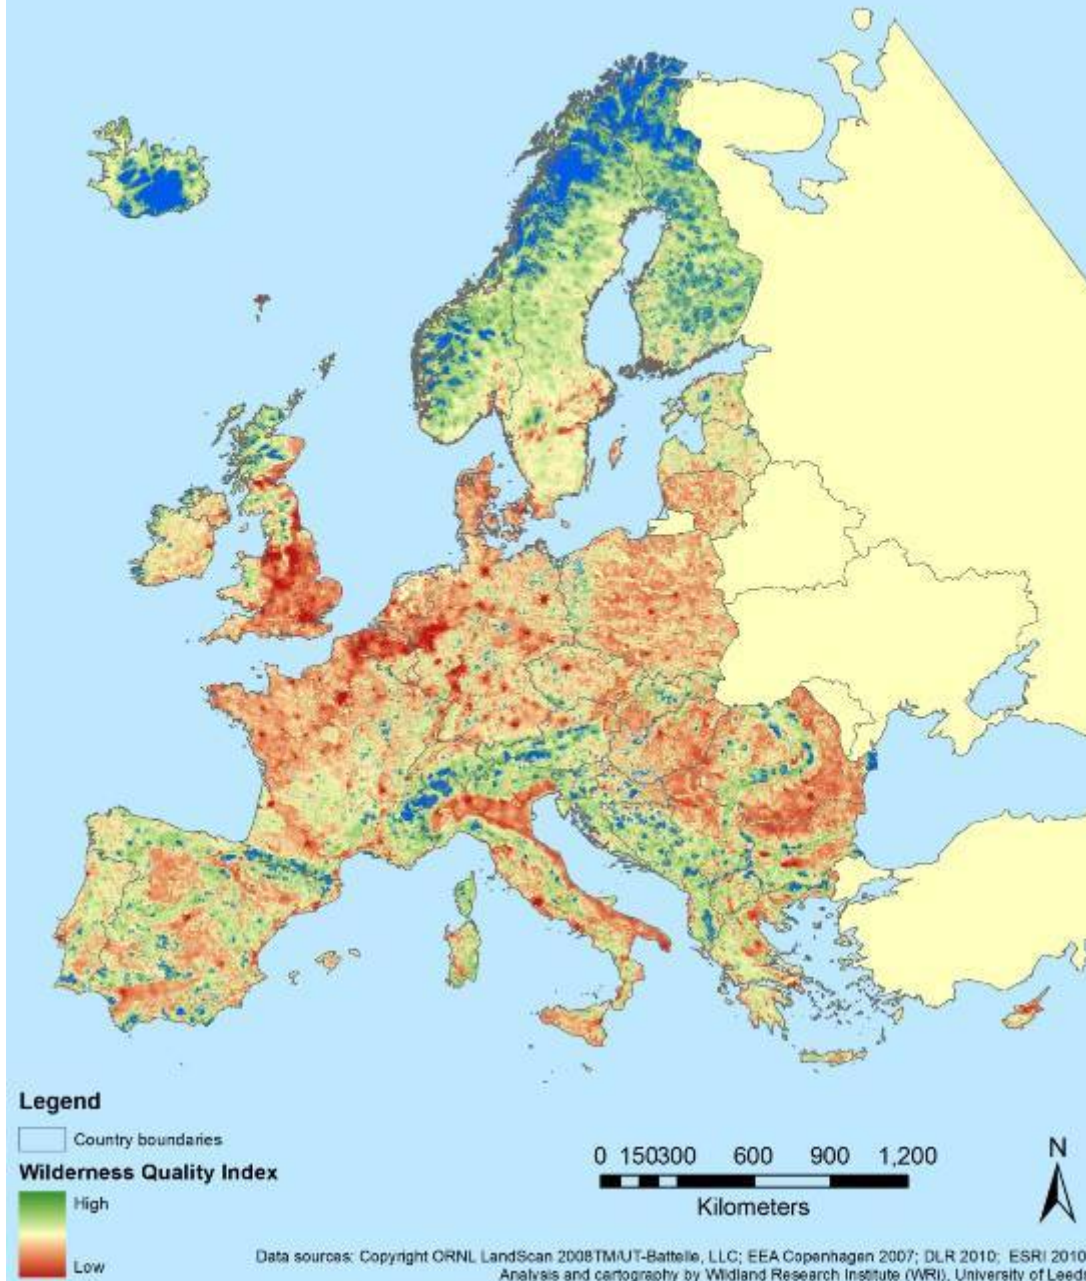 Legend
Country boundaries
Wilderness Quality Index
High
Low
0 150300 600 900 1,200
Kilometers
N
Data sources: Copyright ORNL LandScan 2008TM/UT-Battelle, LLC; EEA Copenhagen 2007; DLR 2010; ESRI 2010
Analysis and cartography by Wildland Research Institute (WRi), University of Leed